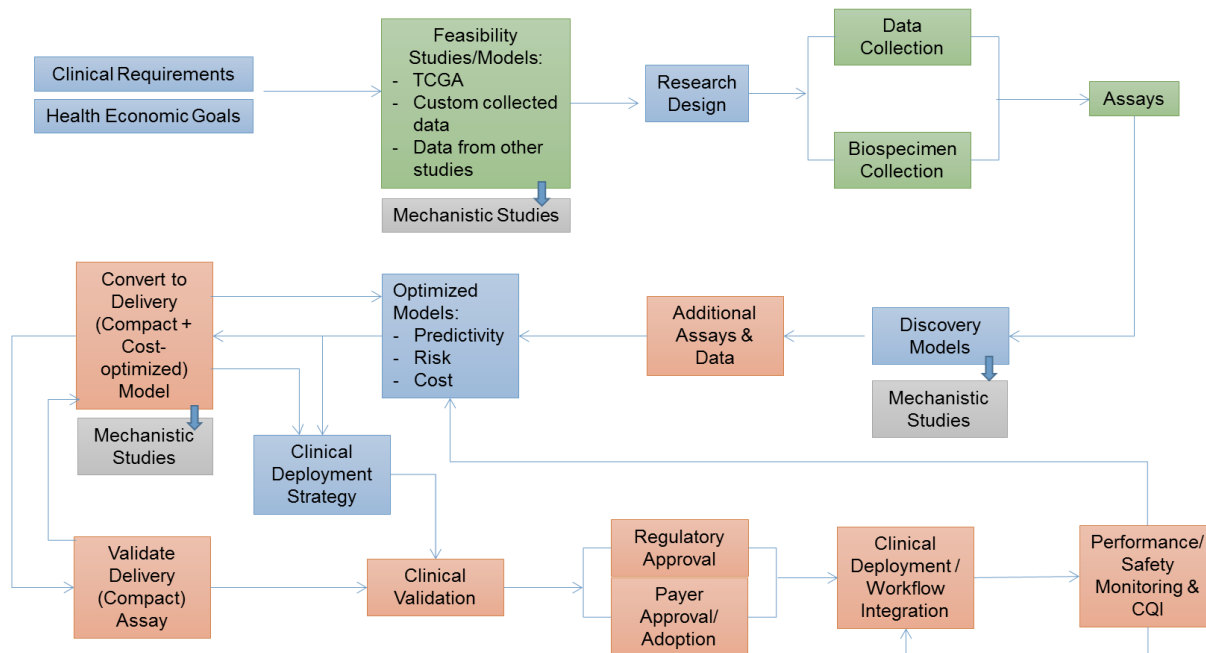 Clinical Requirements
Health Economic Goals
Feasibility
Studies/Models:
- TCGA
- Custom collected
data
- Data from other
studies
Mechanistic Studies
Research
Design
Data
Collection
Biospecimen
Collection
Assays
Convert to
Delivery
(Compact +
Cost-
optimized)
Model
Mechanistic
Studies
Optimized
Models:
- Predictivity
- Risk
- Cost
Additional
Assays &
Data
Discovery
Models
Mechanistic
Studies
Clinical
Deployment
Strategy
Validate
Delivery
(Compact)
Assay
Clinical
Validation
Regulatory
Approval
Payer
Approval/
Adoption
Clinical
Deployment /
Workflow
Integration
Performance/
Safety
Monitoring &
CQI